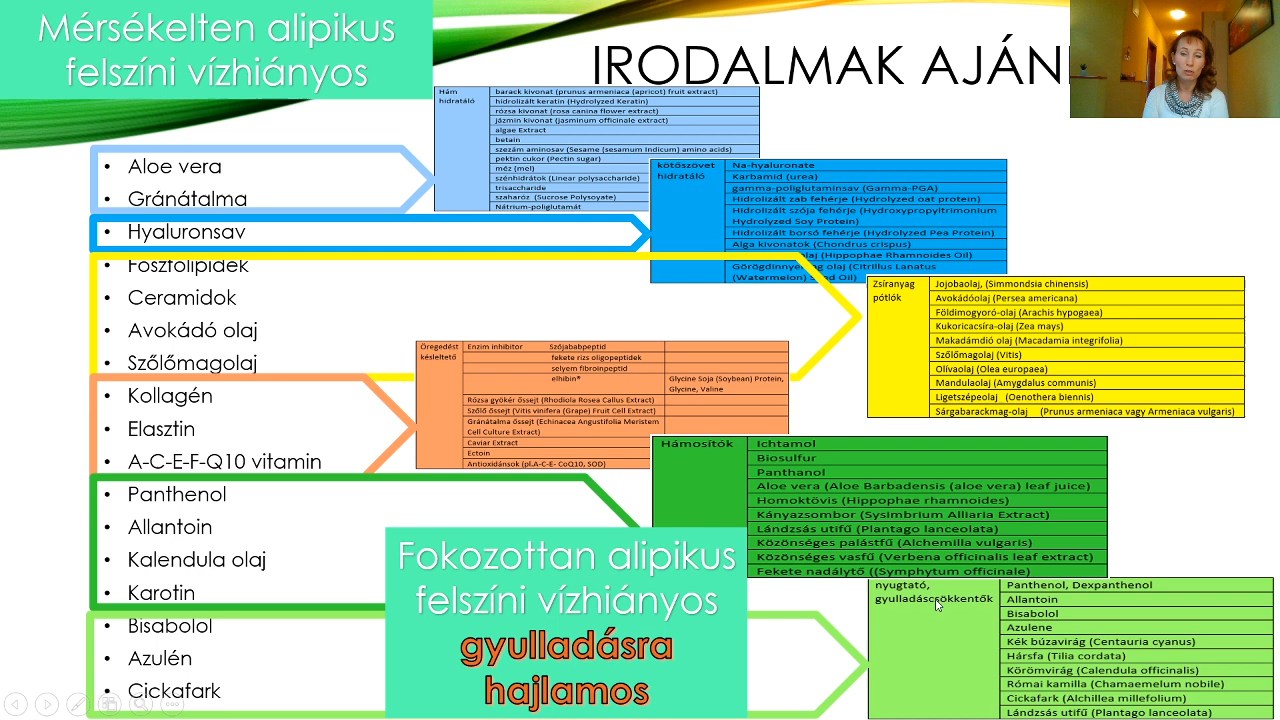 Mérsékelten alipikus
felszíni vízhiányos
IRODALMAK AJÁN
• Aloe vera
• Gránátalma
• Hyaluronsav
• Foszfolipidek
• Ceramidok
• Avokádó olaj
• Szőlőmagolaj
• Kollagén
• Elasztin
• A-C-E-F-Q10 vitamin
• Panthenol
• Allantoin
• Kalendula olaj
• Karotin
• Bisabolol
• Azulén
• Cickafark
Hám
hidratáló
barack kivonat (prunus armeniaca (apricot) fruit extract)
hidrolizált keratin (Hydrolyzed Keratin)
rózsa kivonat (rosa canina flower extract)
jázmin kivonat (jasminum officinale extract)
algae Extract
betain
szezám aminosav (Sesame (sesamum Indicum) amino acids)
pektin cukor (Pectin sugar)
méz (mel)
szénhidrátok (Linear polysaccharide)
trisaccharide
szaharóz (Sucrose Polysoyate)
Nátrium-poliglutamát
kötőszövet
hidratáló
Na-hyaluronate
Karbamid (urea)
gamma-poliglutaminsav (Gamma-PGA)
Hidrolizált zab fehérje (Hydrolyzed oat protein)
Hidrolizált szója fehérje (Hydroxypropyltrimonium
Hydrolyzed Soy Protein)
Hidrolizált borsó fehérje (Hydrolyzed Pea Protein)
Alga kivonatok (Chondrus crispus)
olaj (Hippophae Rhamnoides Oil)
Görögdinnyemag olaj (Citrillus Lanatus
(Watermelon) Seed Oil)
Zsíranyag
pótlók
Jojobaolaj, (Simmondsia chinensis)
Avokádóolaj (Persea americana)
Földimogyoró-olaj (Arachis hypogaea)
Kukoricacsíra-olaj (Zea mays)
Makadámdió olaj (Macadamia integrifolia)
Szőlőmagolaj (Vitis)
Olívaolaj (Olea europaea)
Mandulaolaj (Amygdalus communis)
Ligetszépeolaj (Oenothera biennis)
Sárgabarackmag-olaj (Prunus armeniaca vagy Armeniaca vulgaris)
Öregedést
késleltető
Enzim inhibitor Szójababpeptid
fekete rizs oligopeptidek
selyem fibroinpeptid
elhibin® Glycine Soja (Soybean) Protein,
Glycine, Valine
Rózsa gyökér őssejt (Rhodiola Rosea Callus Extract)
Szőlő őssejt (Vitis vinifera (Grape) Fruit Cell Extract)
Gránátalma őssejt (Echinacea Angustifolia Meristem
Cell Culture Extract)
Caviar Extract
Ectoin
Antioxidánsok (pl.A-C-E- CoQ10, SOD)
Hámosítók
Ichtamol
Biosulfur
Panthanol
Aloe vera (Aloe Barbadensis (aloe vera) leaf juice)
Homoktövis (Hippophae rhamnoides)
Kányazsombor (Sysimbrium Alliaria Extract)
Lándzsás utifű (Plantago lanceolata)
Közönséges palástfű (Alchemilla vulgaris)
Közönséges vasfű (Verbena officinalis leaf extract)
Fekete nadálytő ((Symphytum officinale)
Fokozottan alipikus
felszíni vízhiányos
gyulladásra
hajlamos
nyugtató,
gyulladáscsökkentők
Panthenol, Dexpanthenol
Allantoin
Bisabolol
Azulene
Kék búzavirág (Centauria cyanus)
Hársfa (Tilia cordata)
Körömvirág (Calendula officinalis)
Római kamilla (Chamaemelum nobile)
Cickafark (Alchillea millefolium)
Lándzsás utifű (Plantago lanceolata)